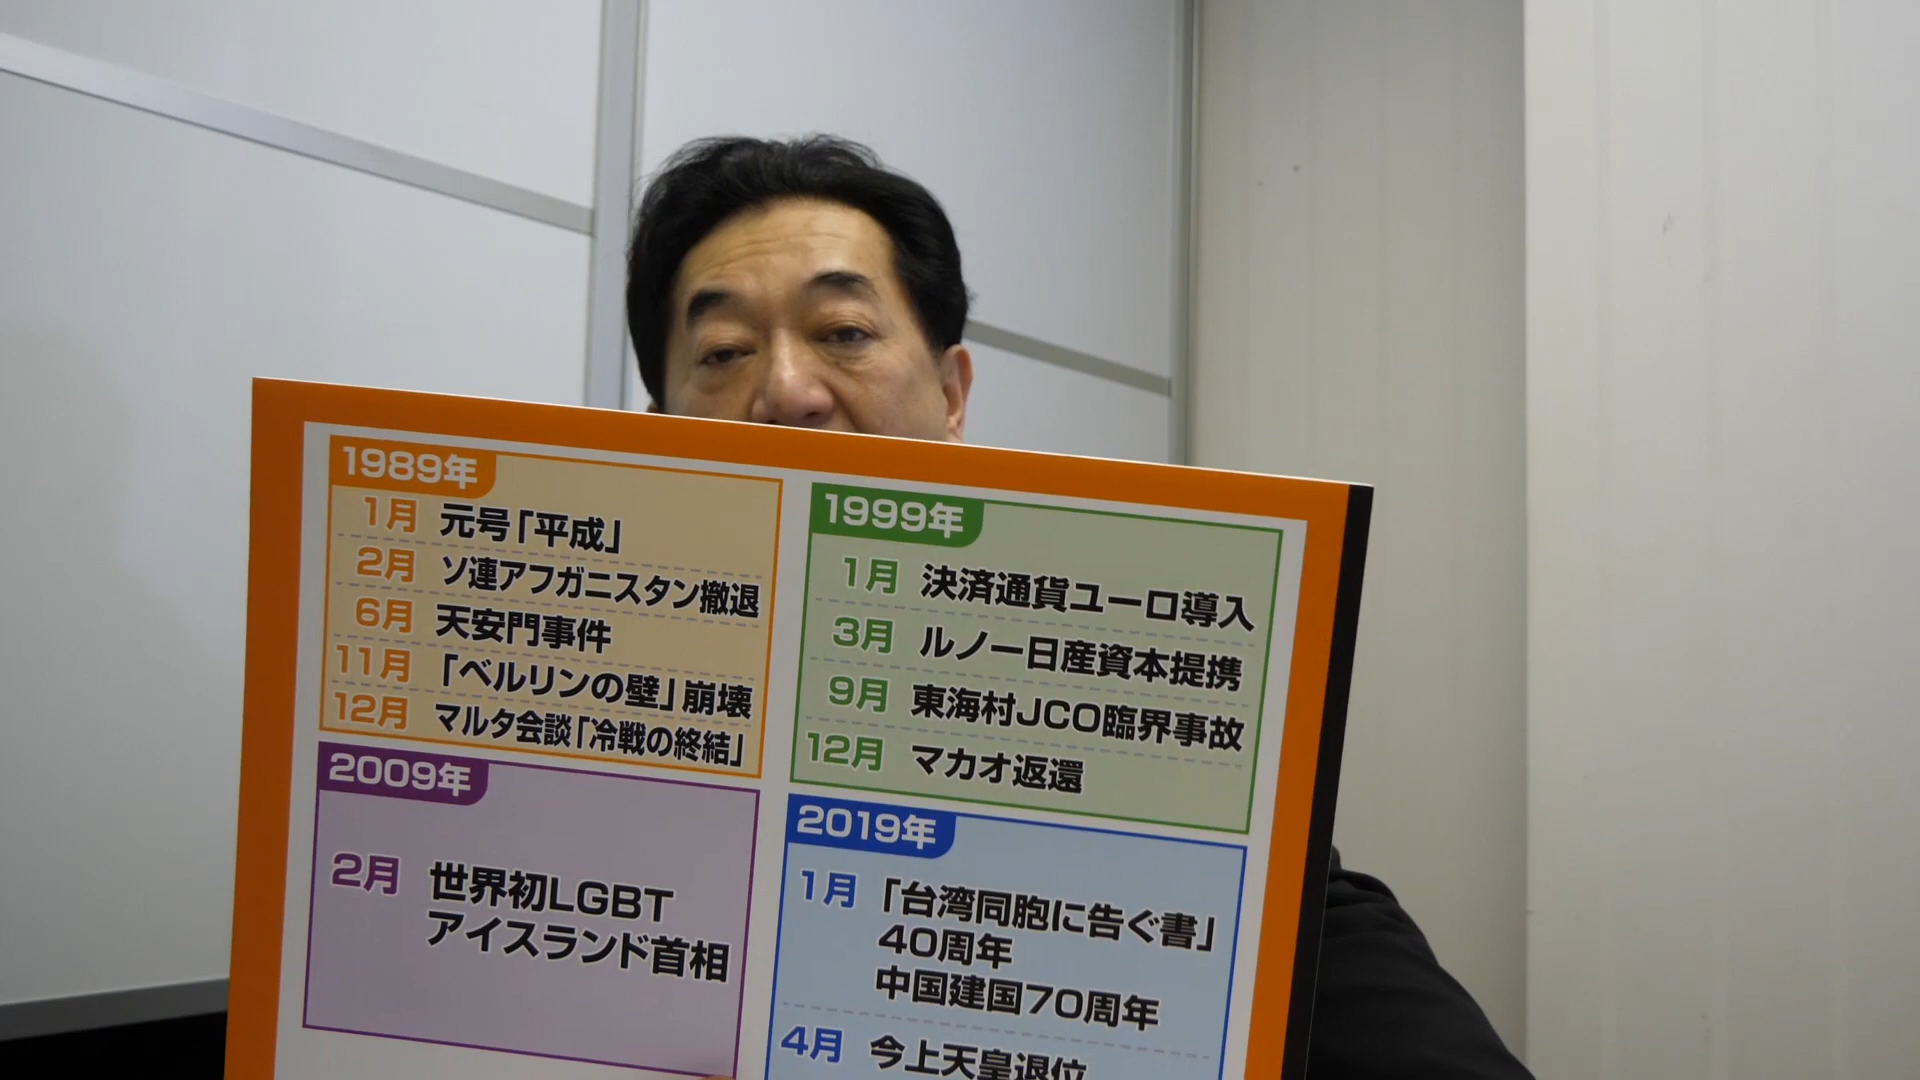 1989年
1月 元号「平成」
2月 ソ連アフガニスタン撤退
6月 天安門事件
11月 「ベルリンの壁」崩壊
12月 マルタ会談「冷戦の終結」
1999年
1月 決済通貨ユーロ導入
3月 ルノー日産資本提携
9月 東海村JCO臨界事故
12月 マカオ返還
2009年
2月 世界初LGBT
アイスランド首相
2019年
1月 「台湾同胞に告ぐ書」
40周年
中国建国70周年
4月 今上天皇退位